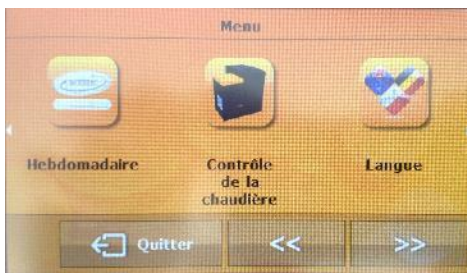 Menu
Hebdomadaire
Contrôle
de la
chaudière
Langue
Quitter
<<
>>